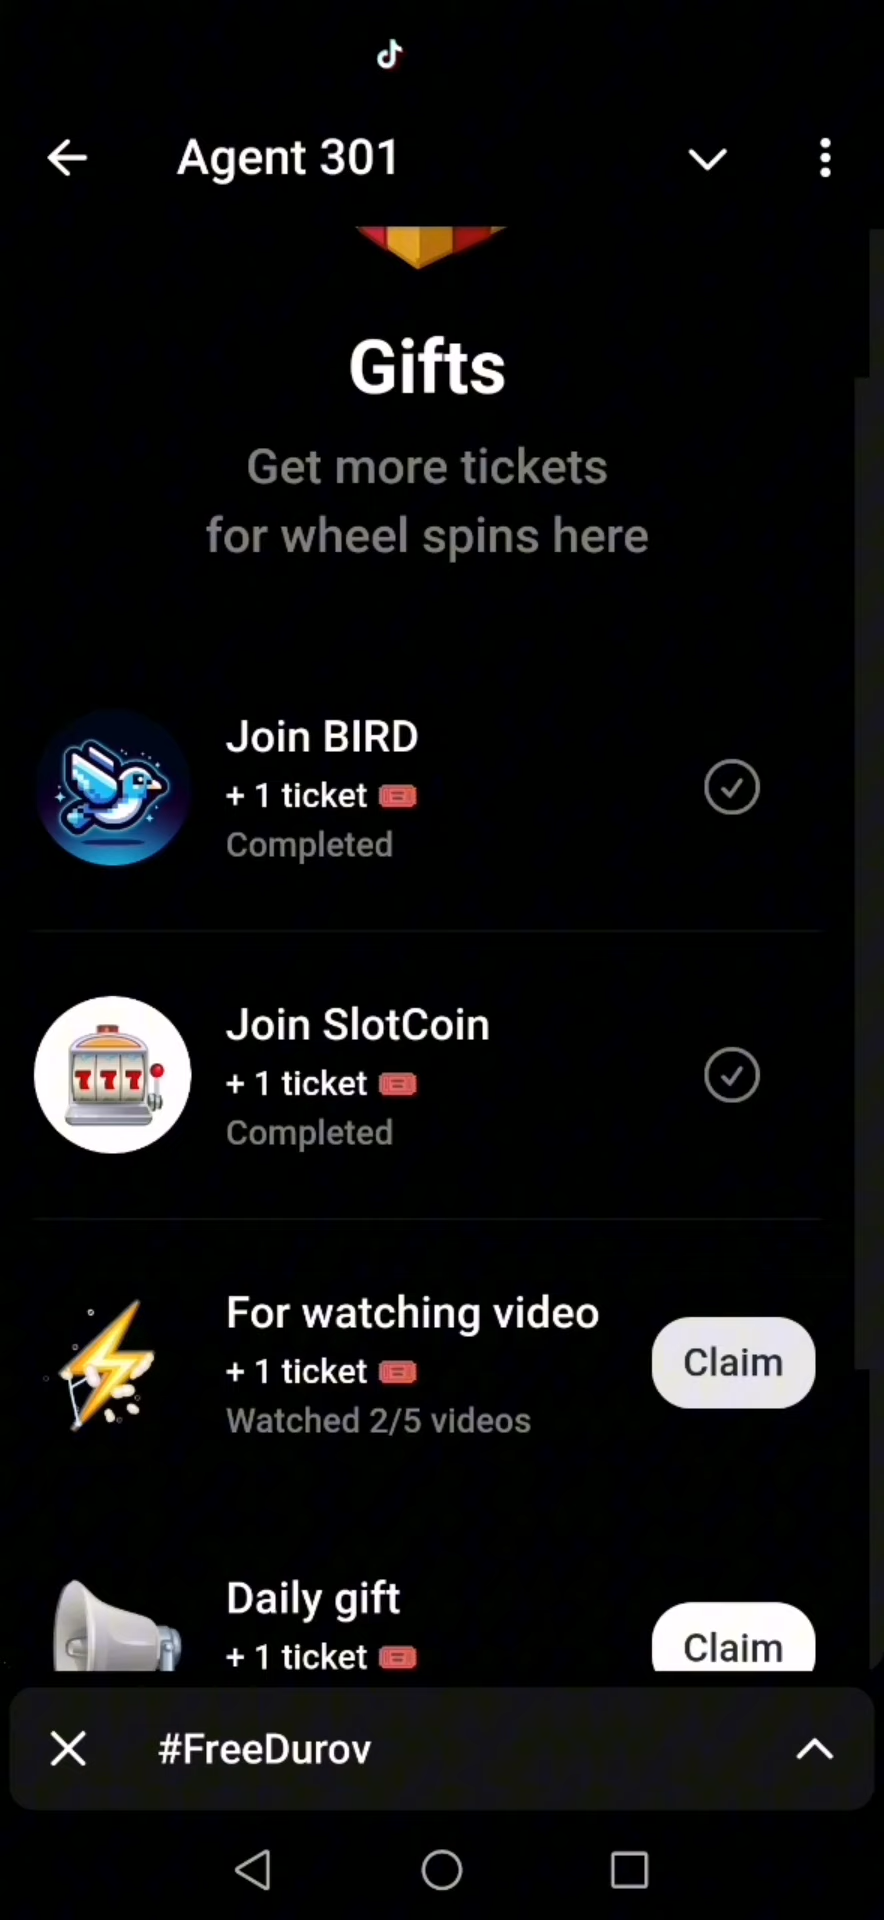 Agent 301
Gifts
Get more tickets
for wheel spins here
Join BIRD
+ 1 ticket
Completed
Join SlotCoin
777
+ 1 ticket
Completed
For watching video
+ 1 ticket
Claim
Watched 2/5 videos
Daily gift
+ 1 ticket
Claim
#FreeDurov